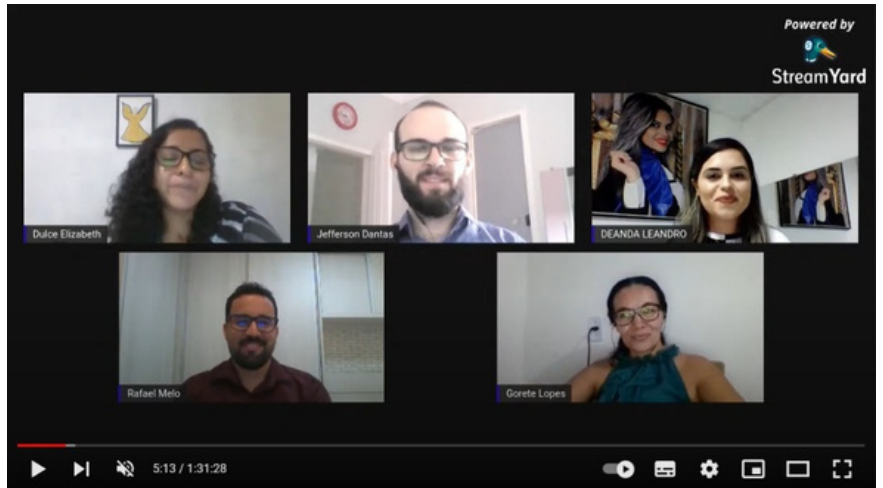 Powered by
StreamYard
Dulce Elizabeth
Jefferson Dantas
DEANDA LEANDRO
Rafael Melo
Gorete Lopes
5:13 / 1:31:28